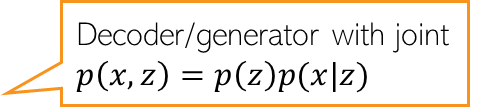 Decoder/generator with joint
p(x, z) = p(z)p(x|z)